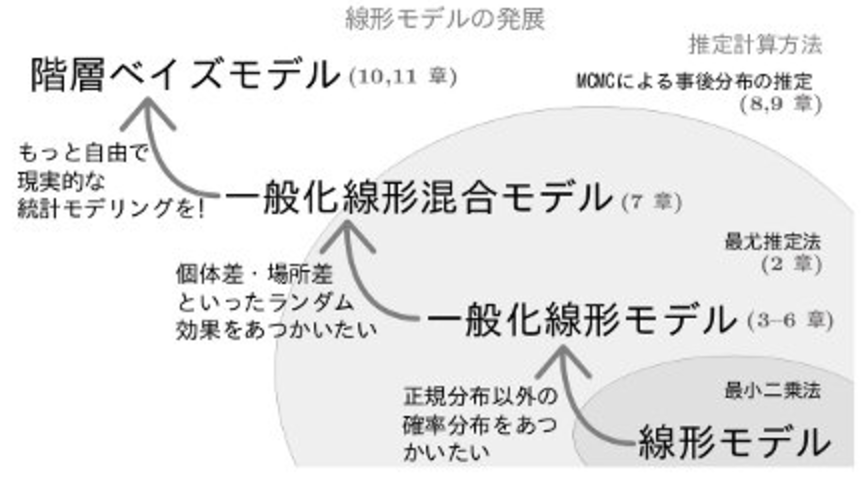 線形モデルの発展
推定計算方法
階層ベイズモデル(10,11 章)
MCMCによる事後分布の推定
(8,9 章)
もっと自由で
現実的な
統計モデリングを!
一般化線形混合モデル(7 章)
最尤推定法
(2 章)
個体差・場所差
といったランダム
効果をあつかいたい
一般化線形モデル(3–6 章)
正規分布以外の
確率分布をあつ
かいたい
最小二乗法
線形モデル